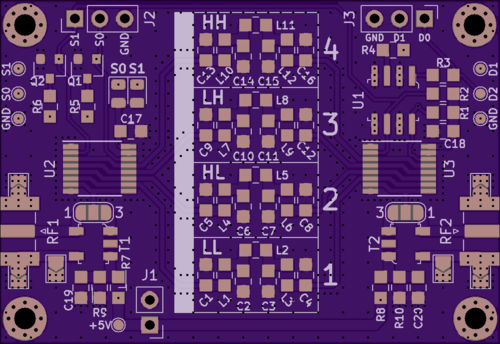 S1 S0 GND J2
HH L11 4
C13 L10 C14 C15 L12 C16
J3 GND D1 D0
R4
S1 S0 GND
Q2 Q1
R6 R5
S0 S1
C17
LH L8 3
C9 L7 C10 C11 L9 C12
U1
R3 R2 R1
D2 D1 GND
C18
U2
HL L5 2
C5 L4 C6 C7 L6 C8
U3
1 3
RF1
T1
LL L2 1
C1 L1 C2 C3 L3 C4
1 3
RF2
T2
R7
C19 R9
+5V
J1
R8 R10 C20